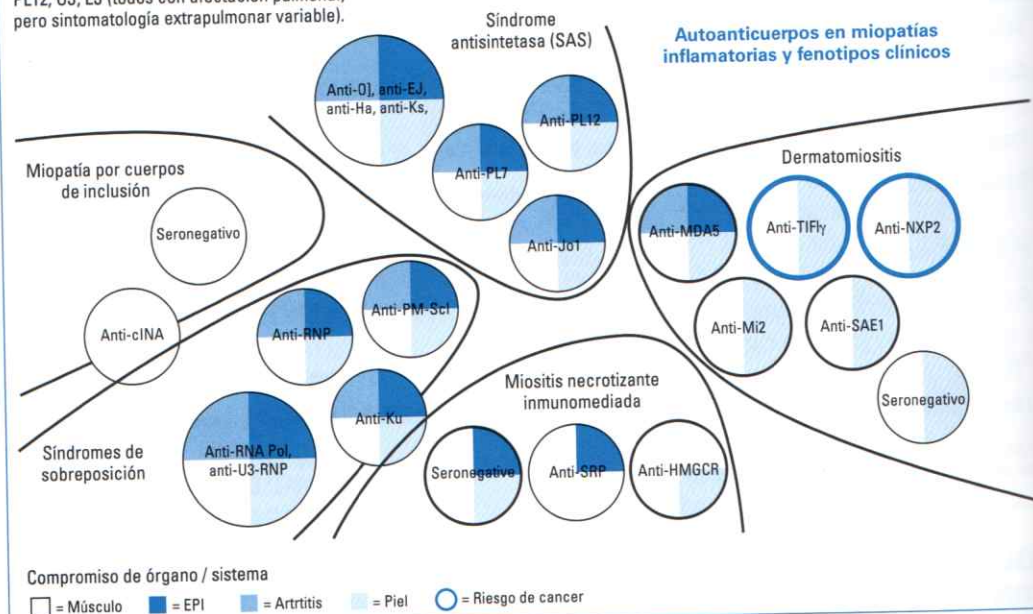 pero sintomatología extrapulmonar variable).
Síndrome
antisintetasa (SAS)
Autoanticuerpos en miopatías
inflamatorias y fenotipos clínicos
Anti-OJ, anti-EJ,
anti-Ha, anti-Ks,
Anti-PL12
Anti-PL7
Anti-Jo1
Miopatía por cuerpos
de inclusión
Seronegativo
Anti-cINA
Dermatomiositis
Anti-MDA5
Anti-TIFlγ
Anti-NXP2
Anti-Mi2
Anti-SAE1
Seronegativo
Anti-RNP
Anti-PM-Scl
Anti-Ku
Anti-RNA Pol,
anti-U3-RNP
Síndromes de
sobreposición
Miositis necrotizante
inmunomediada
Seronegative
Anti-SRP
Anti-HMGCR
Compromiso de órgano / sistema
= Músculo
= EPI
= Artrtitis
= Piel
= Riesgo de cancer